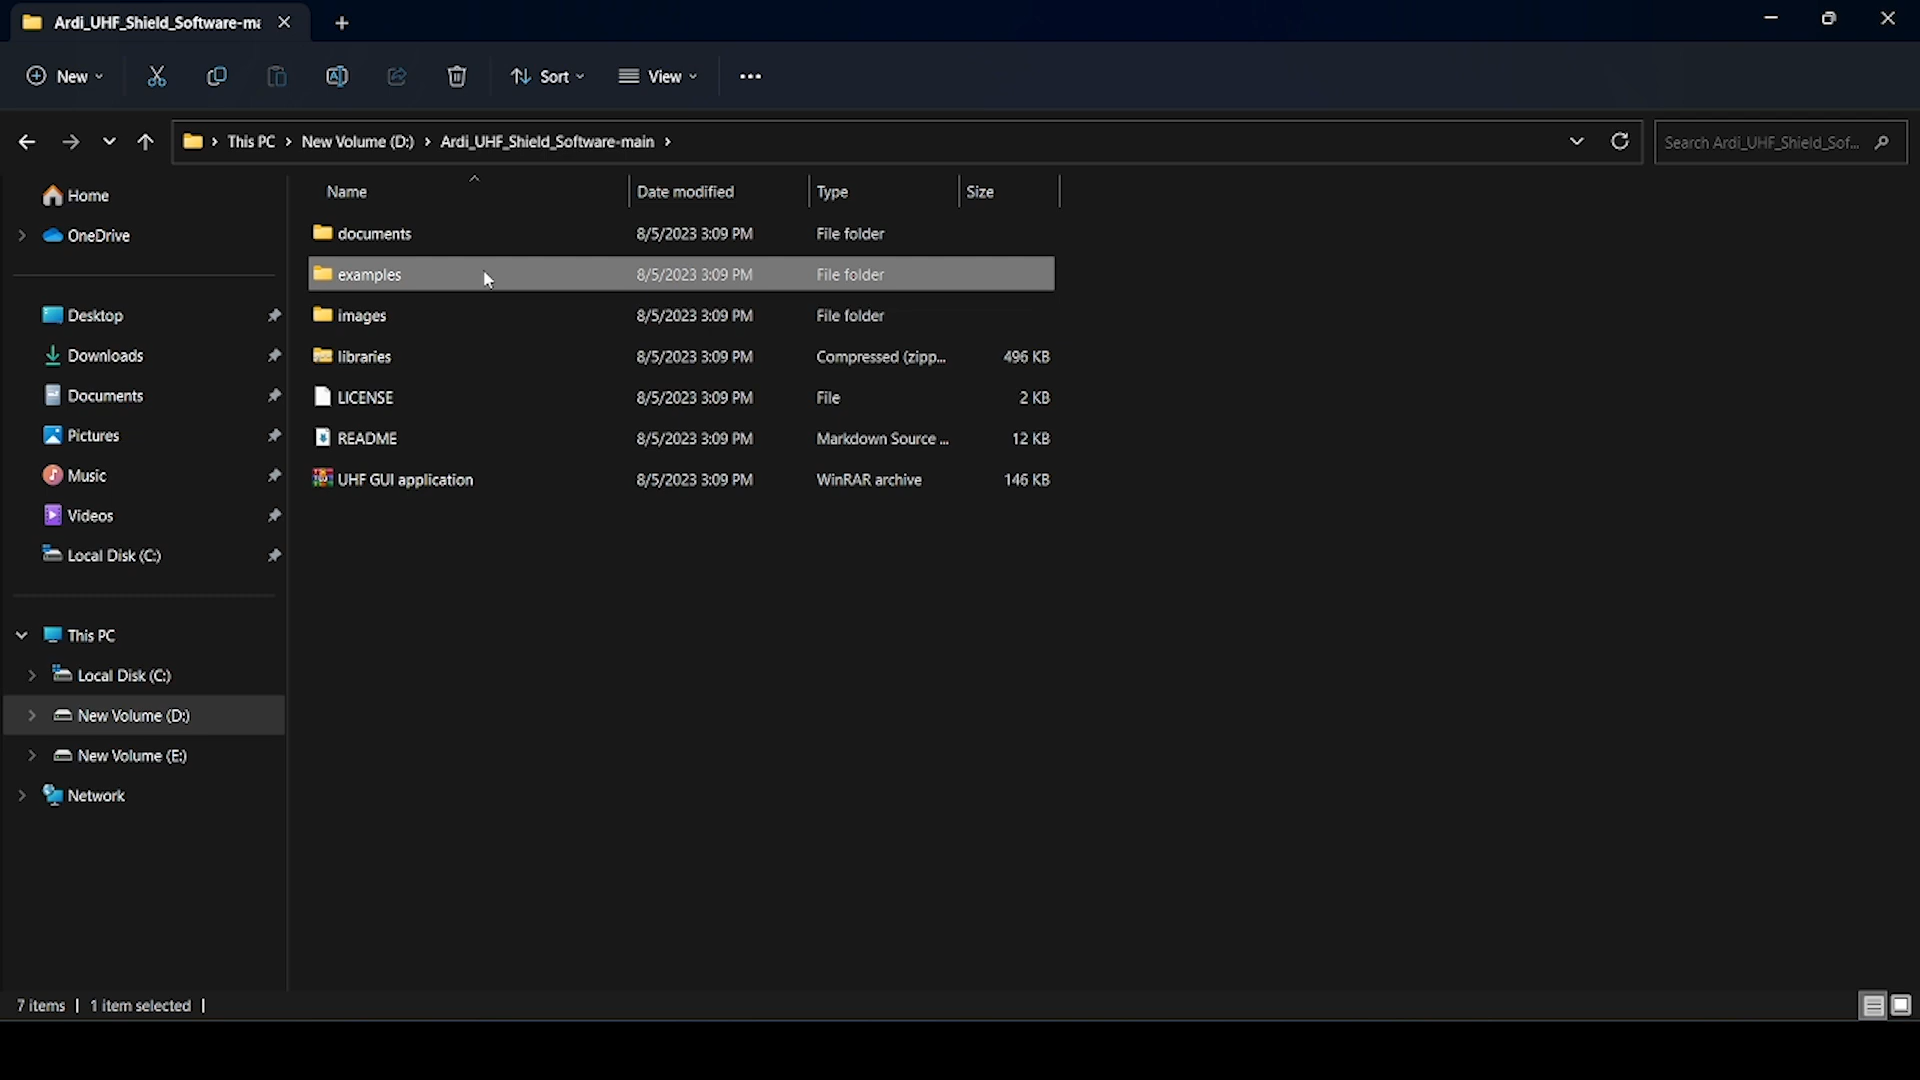 Ardi_UHF_Shield_Software-ma
New
Sort
View
This PC > New Volume (D:) > Ardi_UHF_Shield_Software-main >
Search Ardi_UHF_Shield_Sof...
Home
OneDrive
Desktop
Downloads
Documents
Pictures
Music
Videos
Local Disk (C:)
This PC
Local Disk (C:)
New Volume (D:)
New Volume (E:)
Network
Name Date modified Type Size
documents 8/5/2023 3:09 PM File folder
examples 8/5/2023 3:09 PM File folder
images 8/5/2023 3:09 PM File folder
libraries 8/5/2023 3:09 PM Compressed (zipp... 496 KB
LICENSE 8/5/2023 3:09 PM File 2 KB
README 8/5/2023 3:09 PM Markdown Source ... 12 KB
UHF GUI application 8/5/2023 3:09 PM WinRAR archive 146 KB
7 items | 1 item selected |